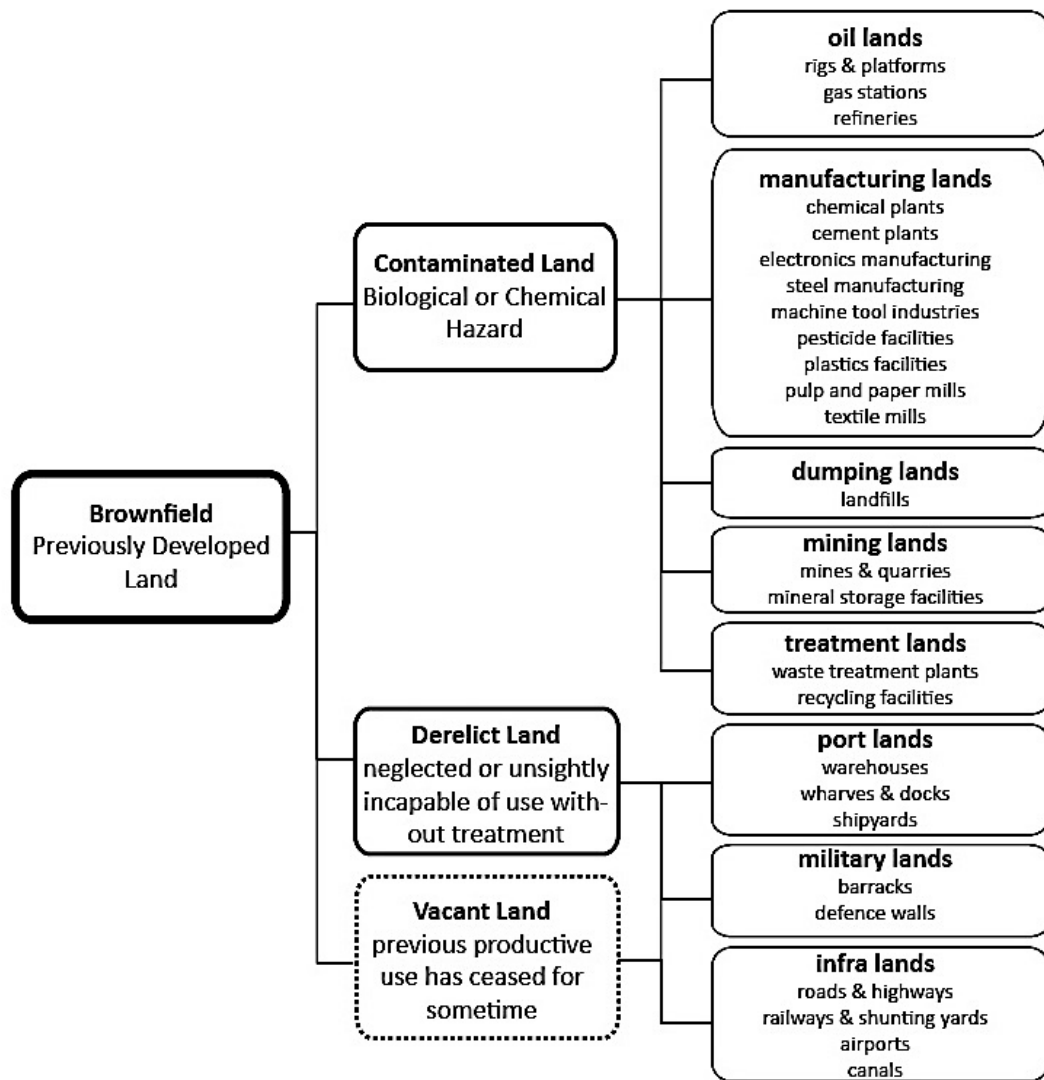 Brownfield
Previously Developed
Land
Contaminated Land
Biological or Chemical
Hazard
Derelict Land
neglected or unsightly
incapable of use with-
out treatment
Vacant Land
previous productive
use has ceased for
sometime
oil lands
rigs & platforms
gas stations
refineries
manufacturing lands
chemical plants
cement plants
electronics manufacturing
steel manufacturing
machine tool industries
pesticide facilities
plastics facilities
pulp and paper mills
textile mills
dumping lands
landfills
mining lands
mines & quarries
mineral storage facilities
treatment lands
waste treatment plants
recycling facilities
port lands
warehouses
wharves & docks
shipyards
military lands
barracks
defence walls
infra lands
roads & highways
railways & shunting yards
airports
canals